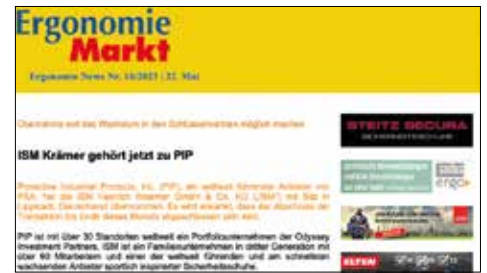 Ergonomie
Markt
Ergonomie News Nr. 10/2023 | 22. Mai
Übernahme soll das Wachstum in den Schlüsselmärkten möglich machen
STEITZ SECURA
ISM Krämer gehört jetzt zu PIP
Protective Industrial Products, Inc. (PIP), ein weltweit führender Anbieter von
PSA, hat die ISM Heinrich Krämer GmbH & Co. KG („ISM") mit Sitz in
Lippstadt, Deutschland übernommen. Es wird erwartet, dass der Abschluss der
Transaktion bis Ende dieses Monats abgeschlossen sein wird.
ergo
PIP ist mit über 30 Standorten weltweit ein Portfoliounternehmen der Odyssey
Investment Partners, ISM ist ein Familienunternehmen in dritter Generation mit
über 60 Mitarbeitern und einer der weltweit führenden und am schnellsten
wachsenden Anbieter sportlich inspirierter Sicherheitsschuhe.
ELTEN